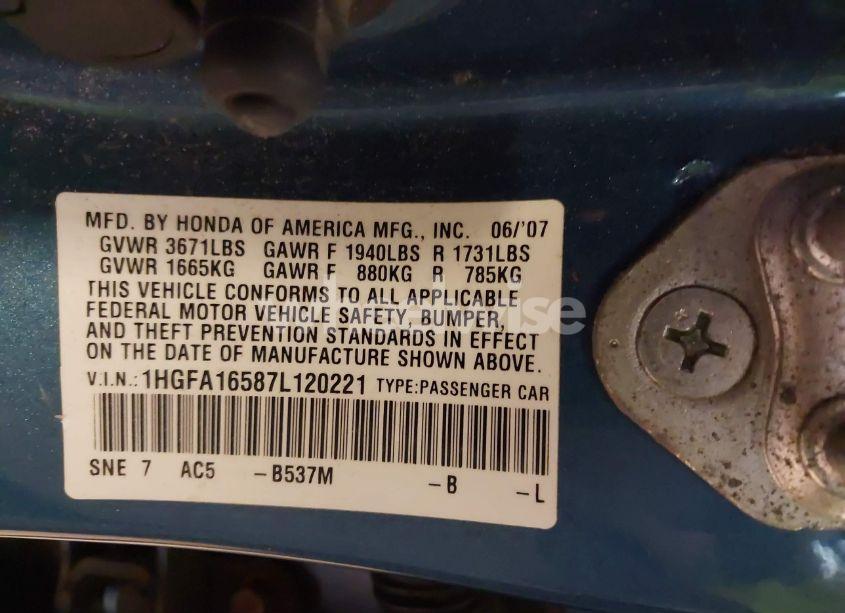 MFD. BY HONDA OF AMERICA MFG., INC. 06/'07
GVWR 3671LBS GAWR F 1940LBS R 1731LBS
GVWR 1665KG GAWR F 880KG R 785KG
THIS VEHICLE CONFORMS TO ALL APPLICABLE
FEDERAL MOTOR VEHICLE SAFETY, BUMPER,
AND THEFT PREVENTION STANDARDS IN EFFECT
ON THE DATE OF MANUFACTURE SHOWN ABOVE.
V.I.N.: 1HGFA16587L120221 TYPE:PASSENGER CAR
SNE 7 AC5 -B537M -B -L